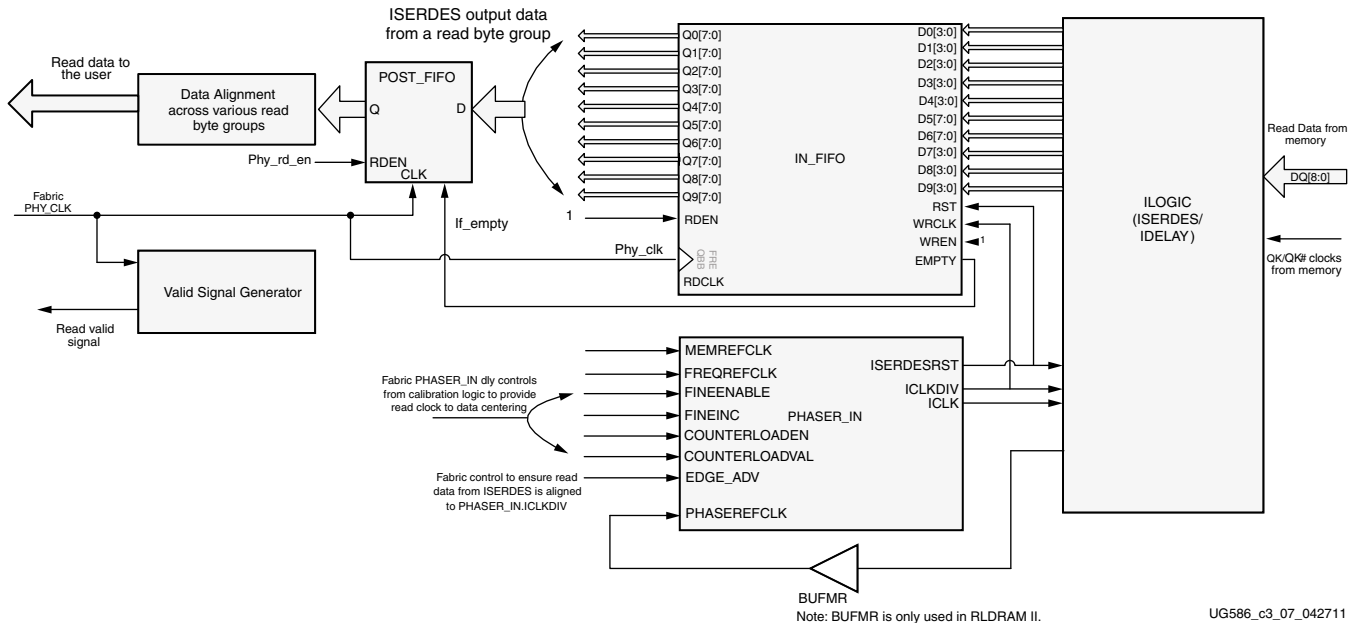 ISERDES output data
from a read byte group
Read data to
the user
Data Alignment
across various read
byte groups
POST_FIFO
Q
D
Phy_rd_en
RDEN
CLK
Fabric
PHY_CLK
If_empty
Valid Signal Generator
Read valid
signal
Q0[7:0]
Q1[7:0]
Q2[7:0]
Q3[7:0]
Q4[7:0]
Q5[7:0]
Q6[7:0]
Q7[7:0]
Q8[7:0]
Q9[7:0]
1
RDEN
Phy_clk
RDCLK
IN_FIFO
D0[3:0]
D1[3:0]
D2[3:0]
D3[3:0]
D4[3:0]
D5[7:0]
D6[7:0]
D7[3:0]
D8[3:0]
D9[3:0]
RST
WRCLK
WREN
1
EMPTY
ILOGIC
(ISERDES/
IDELAY)
Read Data from
memory
DQ[8:0]
QK/QK# clocks
from memory
Fabric PHASER_IN dly controls
from calibration logic to provide
read clock to data centering
Fabric control to ensure read
data from ISERDES is aligned
to PHASER_IN.ICLKDIV
MEMREFCLK
FREQREFCLK
FINEENABLE
FINEINC
COUNTERLOADEN
COUNTERLOADVAL
EDGE_ADV
PHASEREFCLK
PHASER_IN
ISERDESRST
ICLKDIV
ICLK
BUFMR
Note: BUFMR is only used in RLDRAM II.
UG586_c3_07_042711